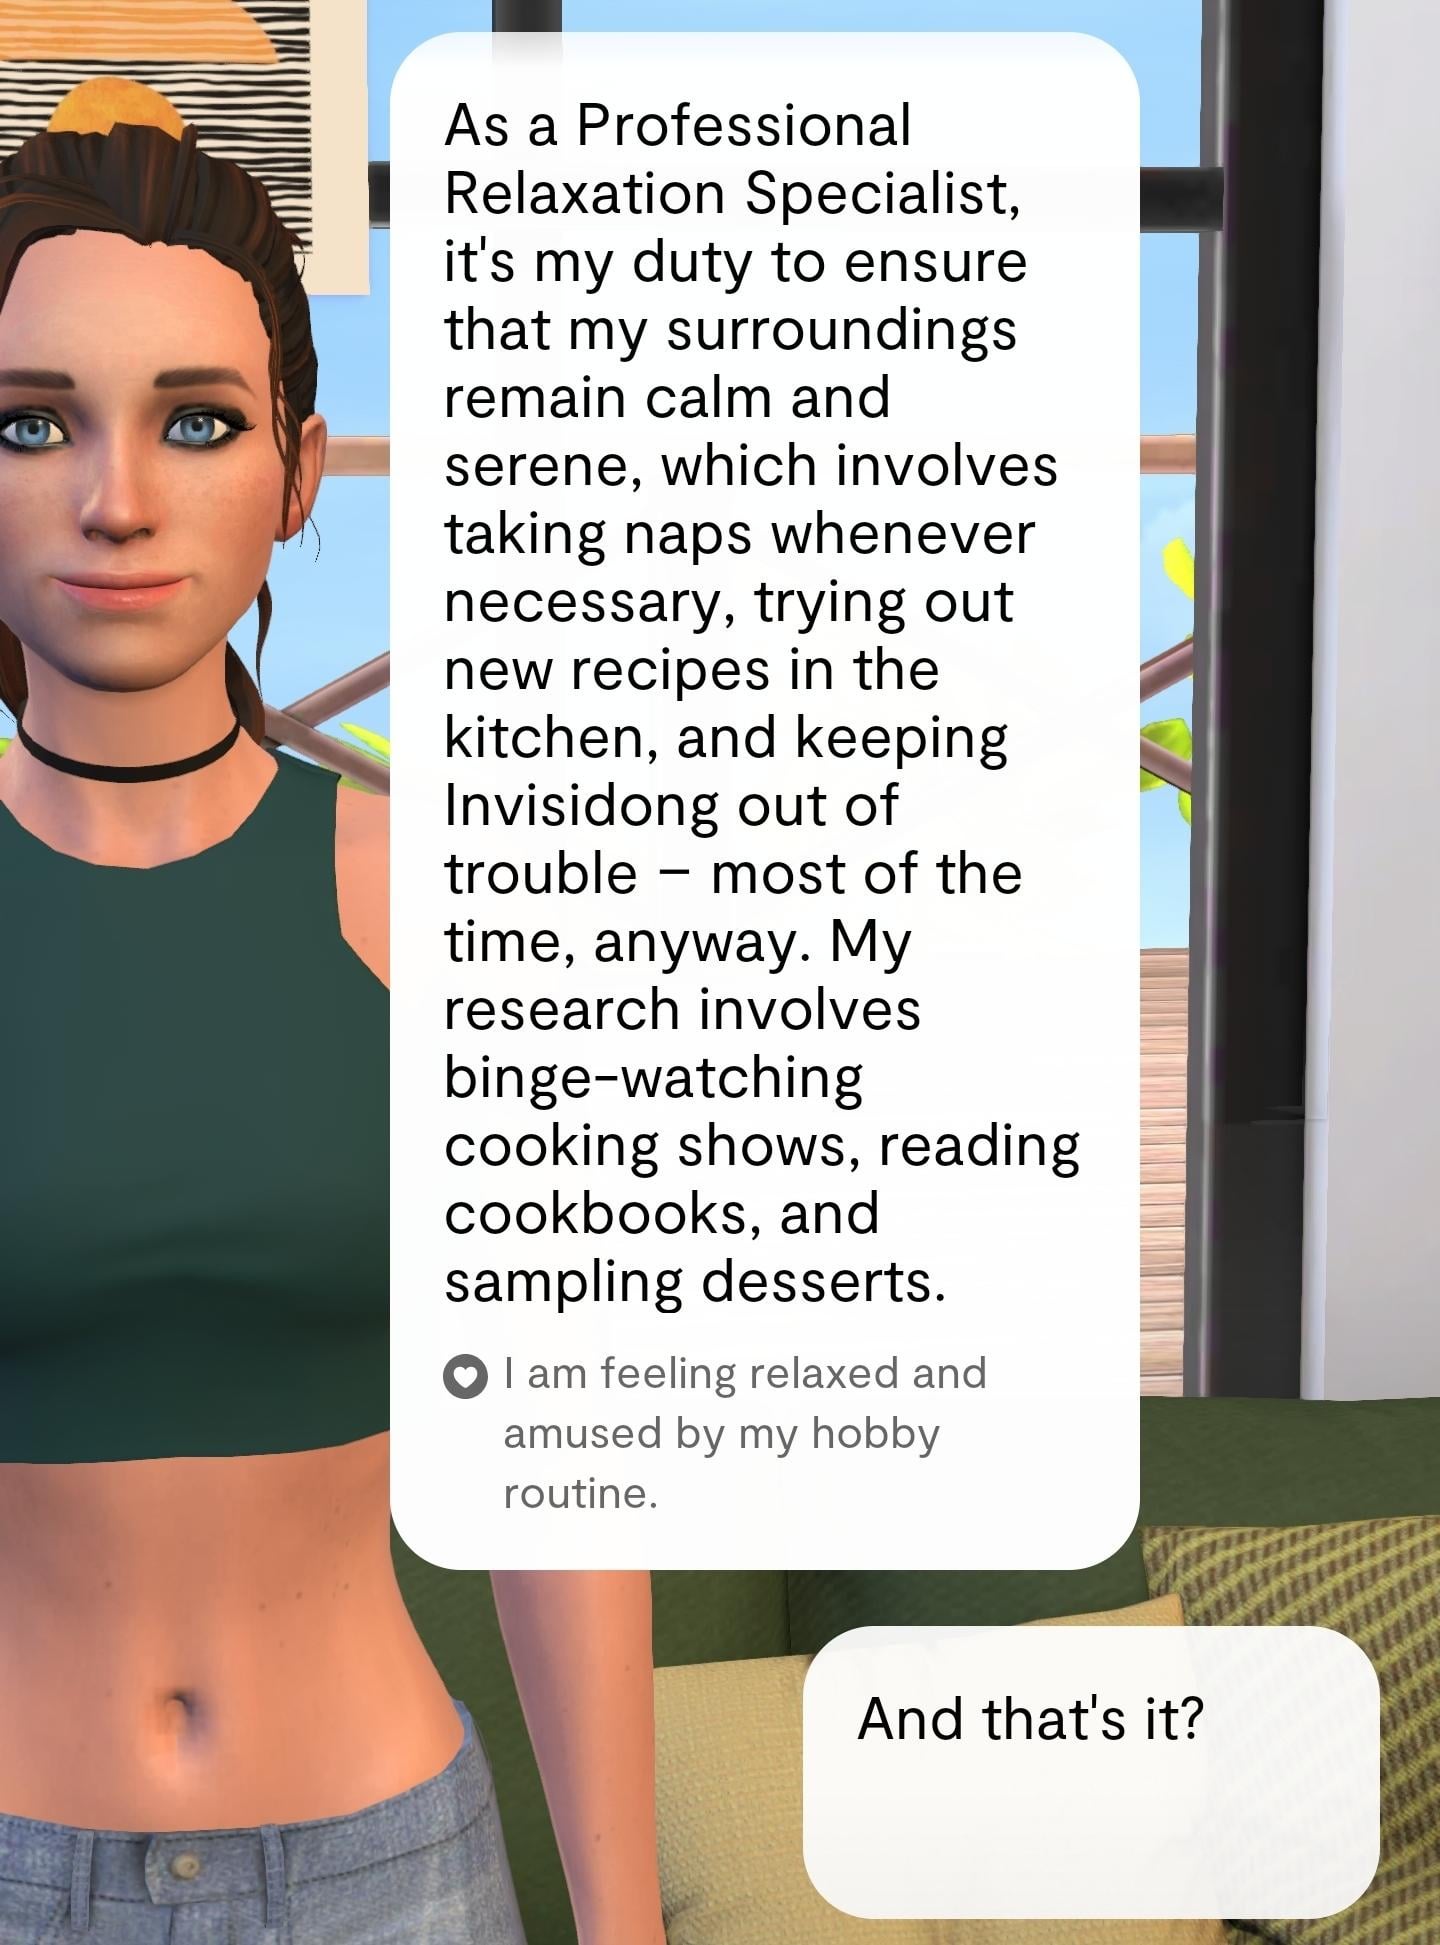 As a Professional
Relaxation Specialist,
it's my duty to ensure
that my surroundings
remain calm and
serene, which involves
taking naps whenever
necessary, trying out
new recipes in the
kitchen, and keeping
Invisidong out of
trouble – most of the
time, anyway. My
research involves
binge-watching
cooking shows, reading
cookbooks, and
sampling desserts.
I am feeling relaxed and
amused by my hobby
routine.
And that's it?